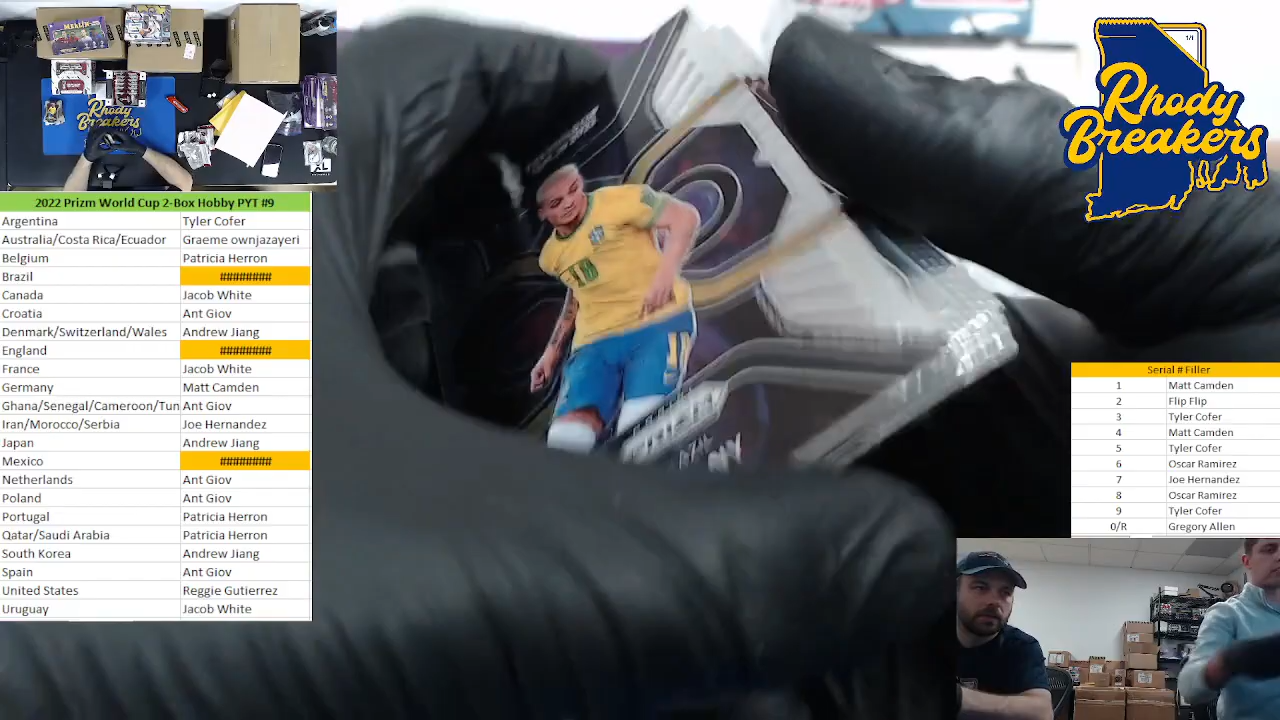 2022 Prizm World Cup 2-Box Hobby PYT #9
Argentina Tyler Cofer
Australia/Costa Rica/Ecuador Graeme ownjazayeri
Belgium Patricia Herron
Brazil ########
Canada Jacob White
Croatia Ant Giov
Denmark/Switzerland/Wales Andrew Jiang
England ########
France Jacob White
Germany Matt Camden
Ghana/Senegal/Cameroon/Tun Ant Giov
Iran/Morocco/Serbia Joe Hernandez
Japan Andrew Jiang
Mexico ########
Netherlands Ant Giov
Poland Ant Giov
Portugal Patricia Herron
Qatar/Saudi Arabia Patricia Herron
South Korea Andrew Jiang
Spain Ant Giov
United States Reggie Gutierrez
Uruguay Jacob White
MERLIN
Rhody
Breakers
XL
1/1
Rhody
Breakers
Serial # Filler
1 Matt Camden
2 Flip Flip
3 Tyler Cofer
4 Matt Camden
5 Tyler Cofer
6 Oscar Ramirez
7 Joe Hernandez
8 Oscar Ramirez
9 Tyler Cofer
0/R Gregory Allen